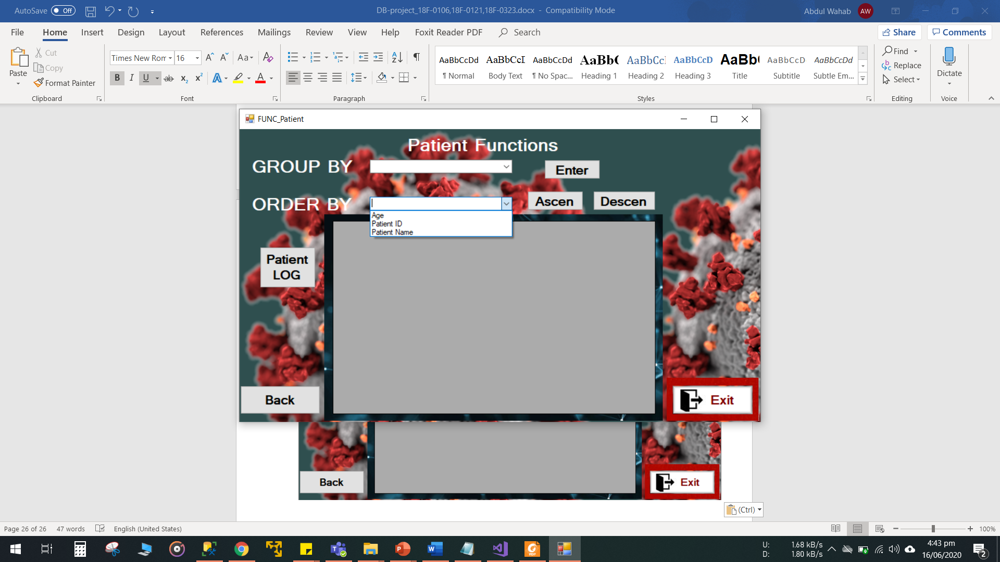 AutoSave Off DB-project_18F-0106,18F-0121,18F-0323.docx - Compatibility Mode Abdul Wahab AW
File Home Insert Design Layout References Mailings Review View Help Foxit Reader PDF Search Share Comments
Paste Cut Copy Format Painter
Times New Ron 16 Aa
B I U ab x2 x2 A A
AaBbCcDd AaBbCcI AaBbCcDd AaBb( AaBbCcI AaBbCcD AaBb( AaBbCcD AaBbCcDd
¶ Normal Body Text ¶ No Spac... Heading 1 Heading 2 Heading 3 Title Subtitle Subtle Em...
Find
Replace
Select
Dictate
Clipboard Font Paragraph Styles Editing Voice
FUNC_Patient
Patient Functions
GROUP BY Enter
ORDER BY Ascen Descen
Age
Patient ID
Patient Name
Patient
LOG
Back Exit
Back Exit
(Ctrl)
Page 26 of 26 47 words English (United States) 100%
U: 1.68 kB/s
D: 1.80 kB/s
4:43 pm
16/06/2020
2